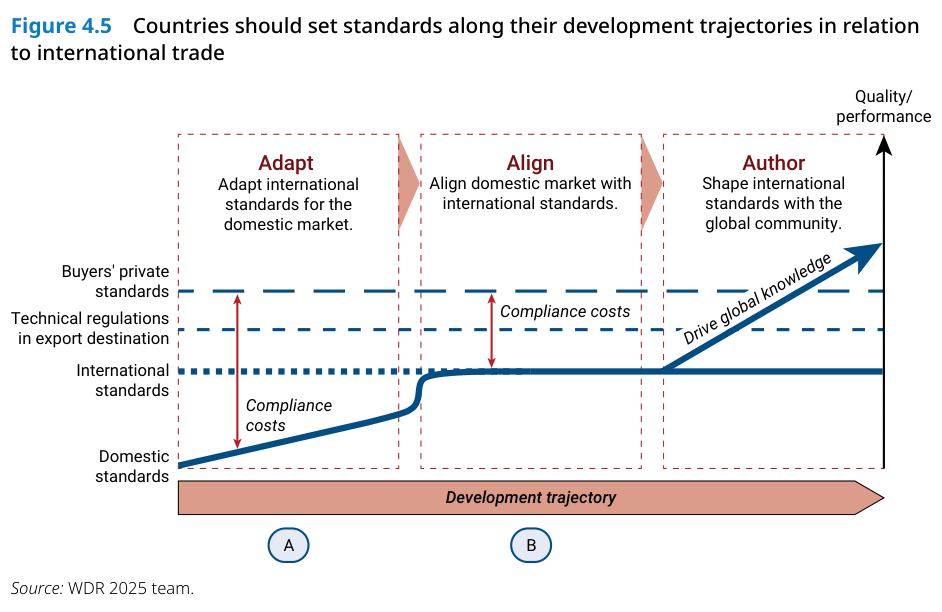 Figure 4.5 Countries should set standards along their development trajectories in relation
to international trade
Quality/
performance
Adapt
Adapt international
standards for the
domestic market.
Align
Align domestic market with
international standards.
Author
Shape international
standards with the
global community.
Buyers' private
standards
Technical regulations
in export destination
International
standards
Domestic
standards
Compliance
costs
Compliance costs
Drive global knowledge
Development trajectory
A
B
Source: WDR 2025 team.